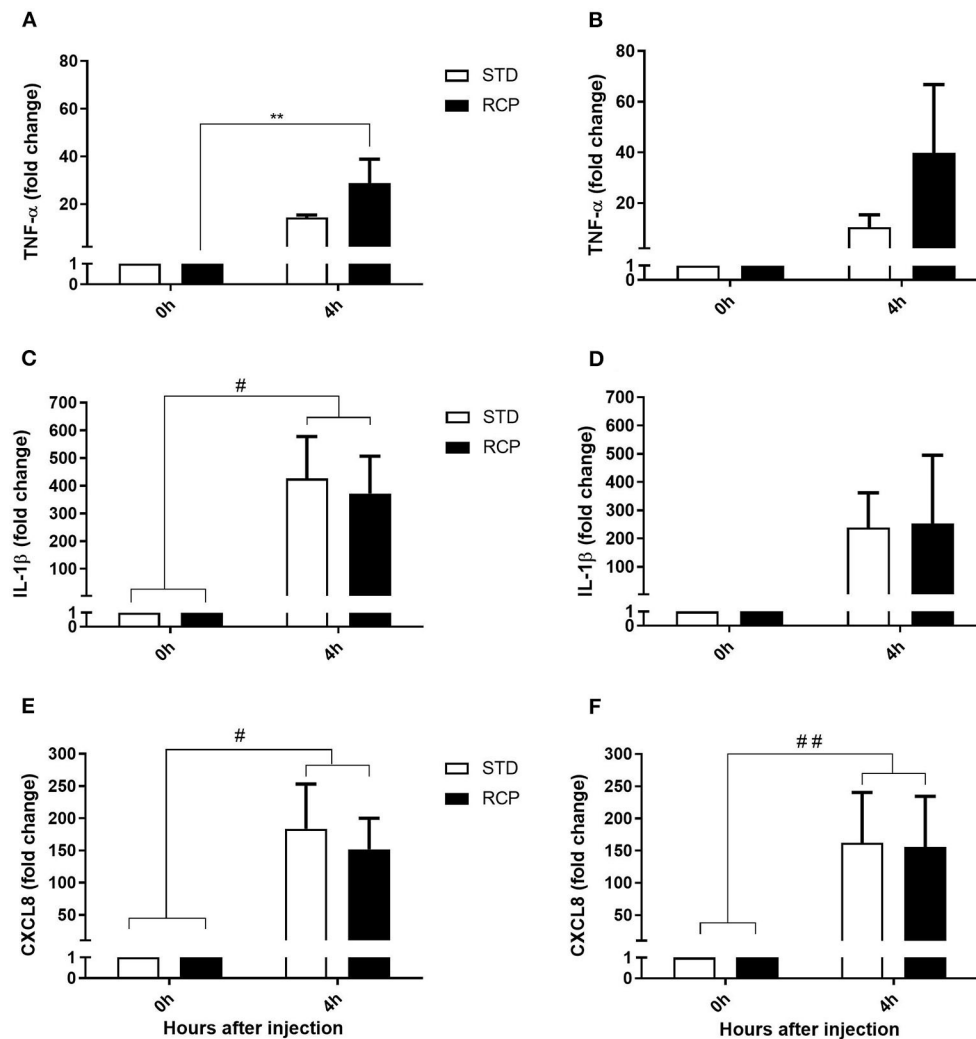 A
TNF-α (fold change)
80
60
40
20
1
0
**
0h
4h
STD
RCP
B
TNF-α (fold change)
80
60
40
20
1
0
0h
4h
C
IL-1β (fold change)
700
600
500
400
300
200
100
1
0
#
0h
4h
STD
RCP
D
IL-1β (fold change)
700
600
500
400
300
200
100
1
0
0h
4h
E
CXCL8 (fold change)
300
250
200
150
100
50
1
0
#
0h
4h
Hours after injection
STD
RCP
F
CXCL8 (fold change)
300
250
200
150
100
50
1
0
# #
0h
4h
Hours after injection